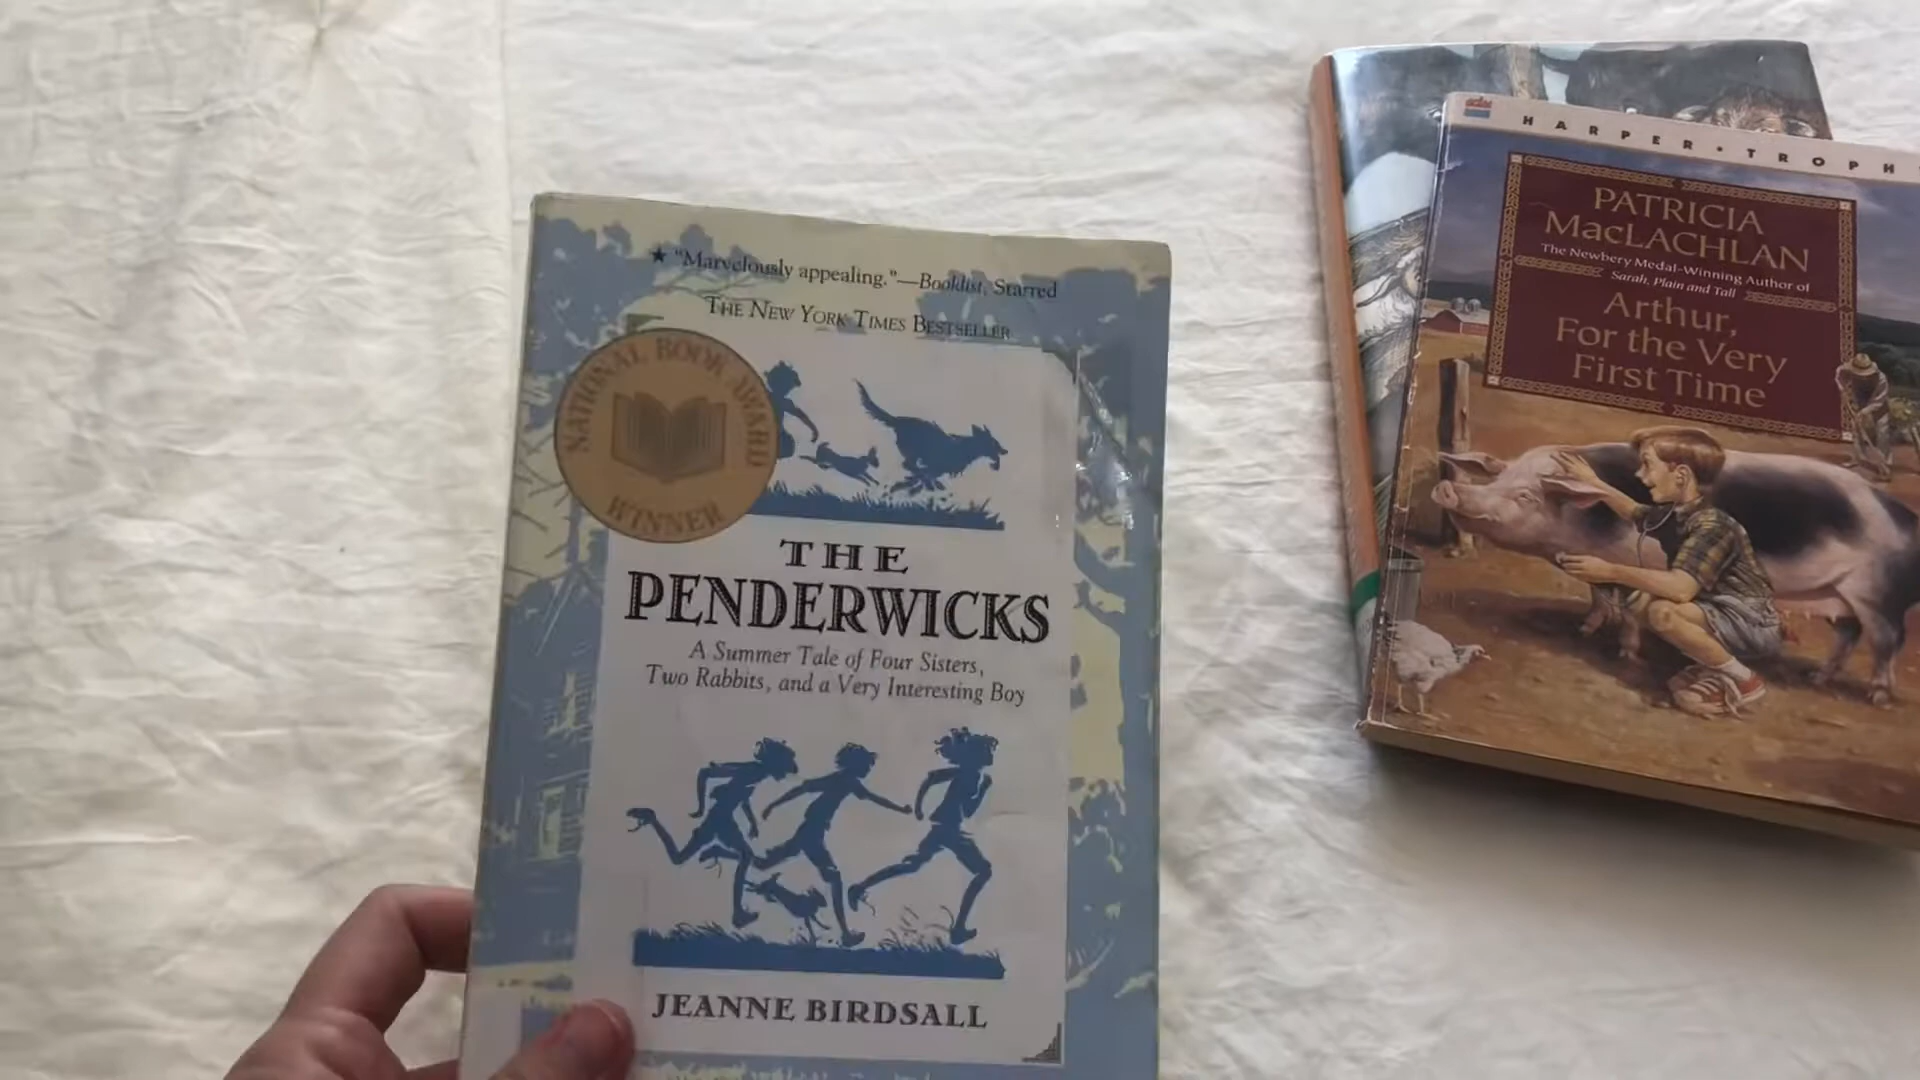 ★ "Marvelously appealing."—Booklist, Starred
THE NEW YORK TIMES BESTSELLER
NATIONAL BOOK AWARD
WINNER
THE
PENDERWICKS
A Summer Tale of Four Sisters,
Two Rabbits, and a Very Interesting Boy
JEANNE BIRDSALL
HARPER • TROPH
PATRICIA
MACLACHLAN
The Newbery Medal-Winning Author of
Sarah, Plain and Tall
Arthur,
For the Very
First Time